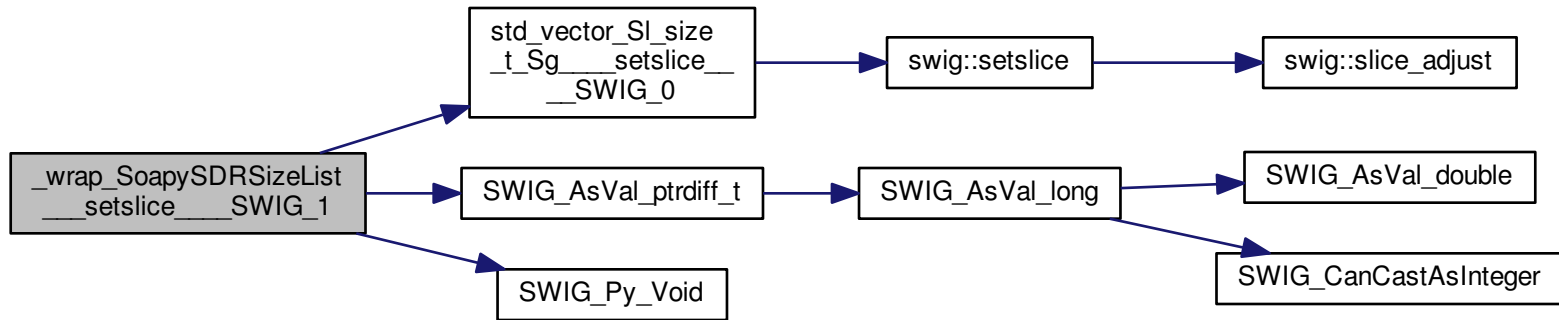 _wrap_SoapySDRSizeList
___setslice____SWIG_1
std_vector_Sl_size
_t_Sg____setslice__
__SWIG_0
swig::setslice
swig::slice_adjust
SWIG_AsVal_ptrdiff_t
SWIG_AsVal_long
SWIG_AsVal_double
SWIG_CanCastAsInteger
SWIG_Py_Void